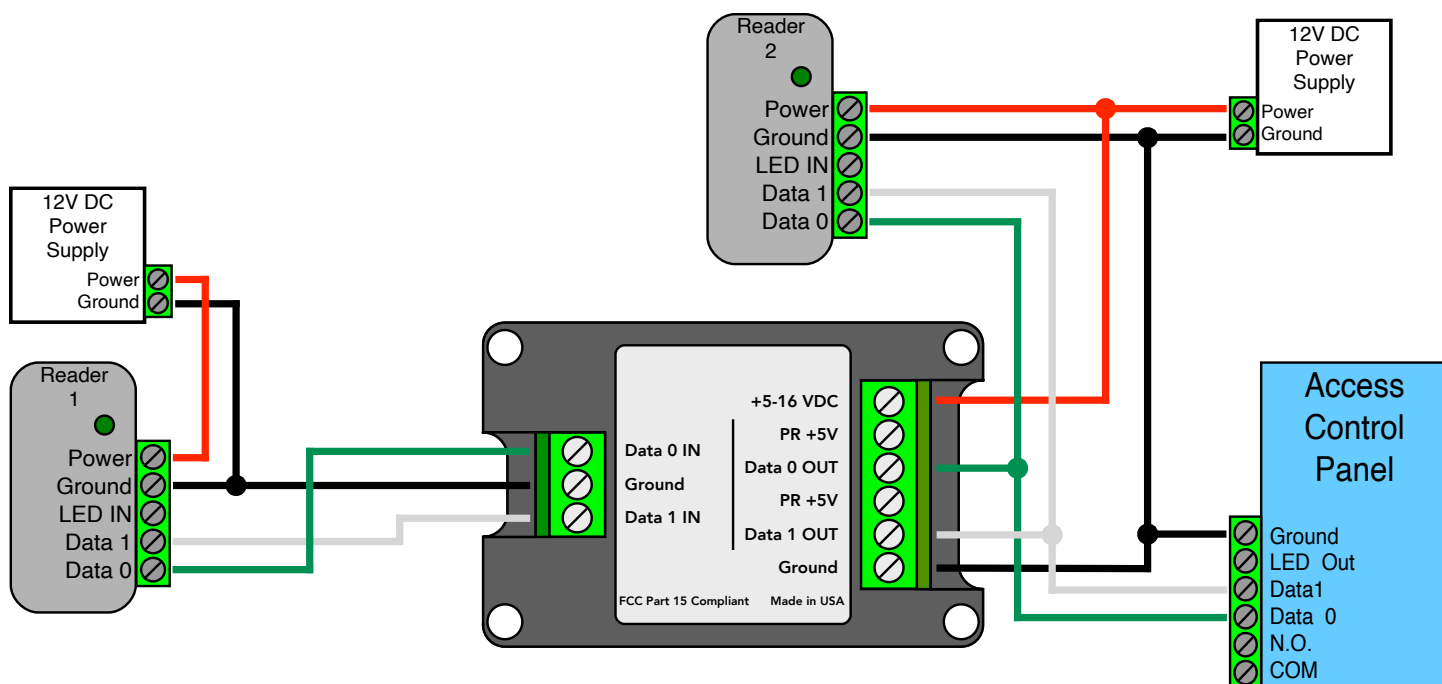 Reader
2
Power
Ground
LED IN
Data 1
Data 0
12V DC
Power
Supply
Power
Ground
12V DC
Power
Supply
Power
Ground
Reader
1
Power
Ground
LED IN
Data 1
Data 0
Data 0 IN
Ground
Data 1 IN
+5-16 VDC
PR +5V
Data 0 OUT
PR +5V
Data 1 OUT
Ground
FCC Part 15 Compliant Made in USA
Access
Control
Panel
Ground
LED Out
Data1
Data 0
N.O.
COM